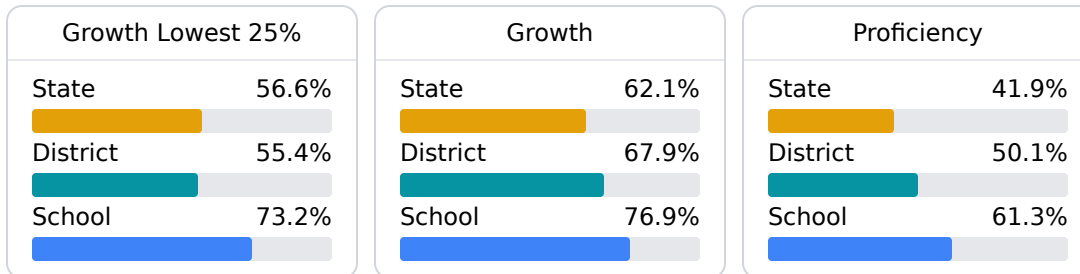 Growth Lowest 25%
State 56.6%
District 55.4%
School 73.2%
Growth
State 62.1%
District 67.9%
School 76.9%
Proficiency
State 41.9%
District 50.1%
School 61.3%